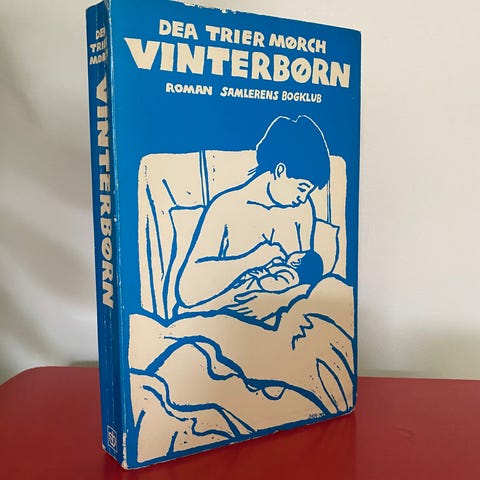 DEA TRIER MØRCH
VINTERBØRN
ROMAN SAMLERENS BOGKLUB
DEA
TRIER
MØRCH
VINTERBØRN